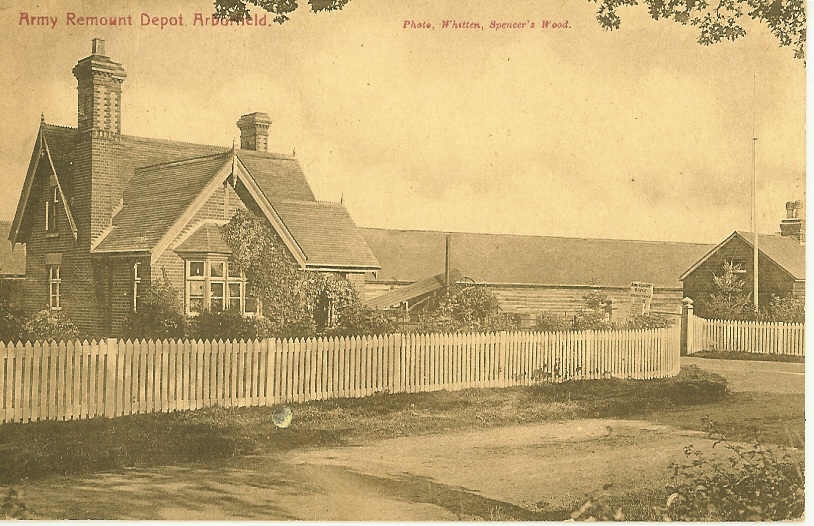 Army Remount Depot, Arborfield.
Photo, Whitten, Spencer's Wood.